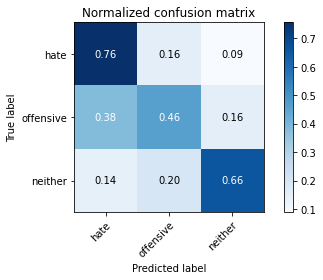 Normalized confusion matrix
True label
hate 0.76 0.16 0.09
offensive 0.38 0.46 0.16
neither 0.14 0.20 0.66
hate offensive neither
Predicted label
0.7
0.6
0.5
0.4
0.3
0.2
0.1